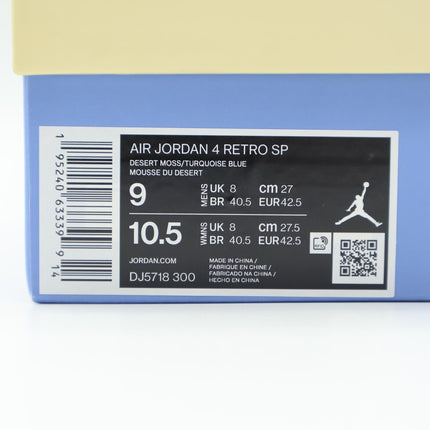 AIR JORDAN 4 RETRO SP
DESERT MOSS/TURQUOISE BLUE
MOUSSE DU DESERT
9 MENS UK 8 cm 27
BR 40.5 EUR 42.5
10.5 WMNS UK 8 cm 27.5
BR 40.5 EUR 42.5
JORDAN.COM
DJ5718 300
MADE IN CHINA /
FABRIQUE EN CHINE /
FABRICADO NA CHINA /
HECHO EN CHINA
1 95240 63339 9